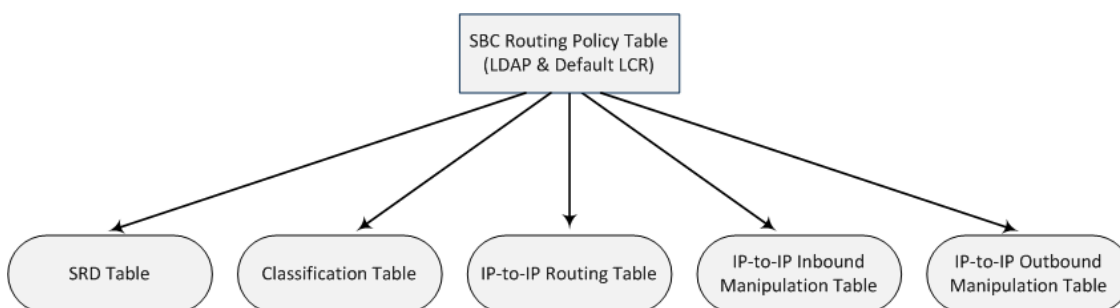 SBC Routing Policy Table
(LDAP & Default LCR)
SRD Table
Classification Table
IP-to-IP Routing Table
IP-to-IP Inbound
Manipulation Table
IP-to-IP Outbound
Manipulation Table